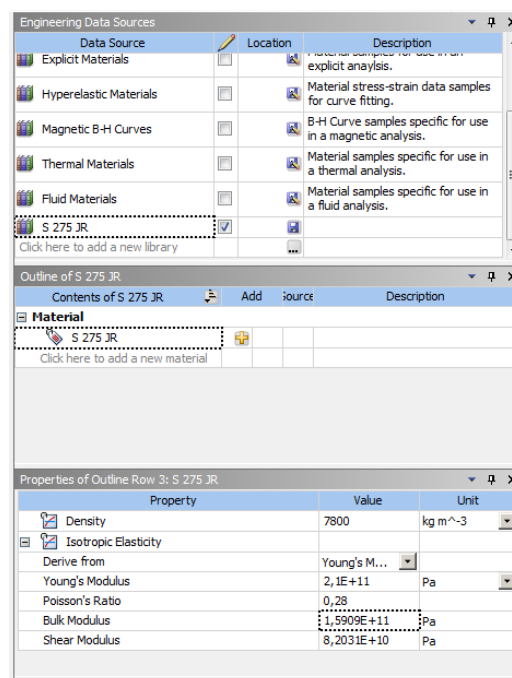 Engineering Data Sources
Data Source Location Description
Explicit Materials
explicit anaylsis.
Hyperelastic Materials
Material stress-strain data samples
for curve fitting.
Magnetic B-H Curves
B-H Curve samples specific for use
in a magnetic analysis.
Thermal Materials
Material samples specific for use in
a thermal analysis.
Fluid Materials
Material samples specific for use in
a fluid analysis.
S 275 JR
Click here to add a new library ...
Outline of S 275 JR
Contents of S 275 JR Add Description
Material
S 275 JR
Click here to add a new material
Properties of Outline Row 3: S 275 JR
Property Value Unit
Density 7800 kg m^-3
Isotropic Elasticity
Derive from Young's M...
Young's Modulus 2,1E+11 Pa
Poisson's Ratio 0,28
Bulk Modulus 1,5909E+11 Pa
Shear Modulus 8,2031E+10 Pa